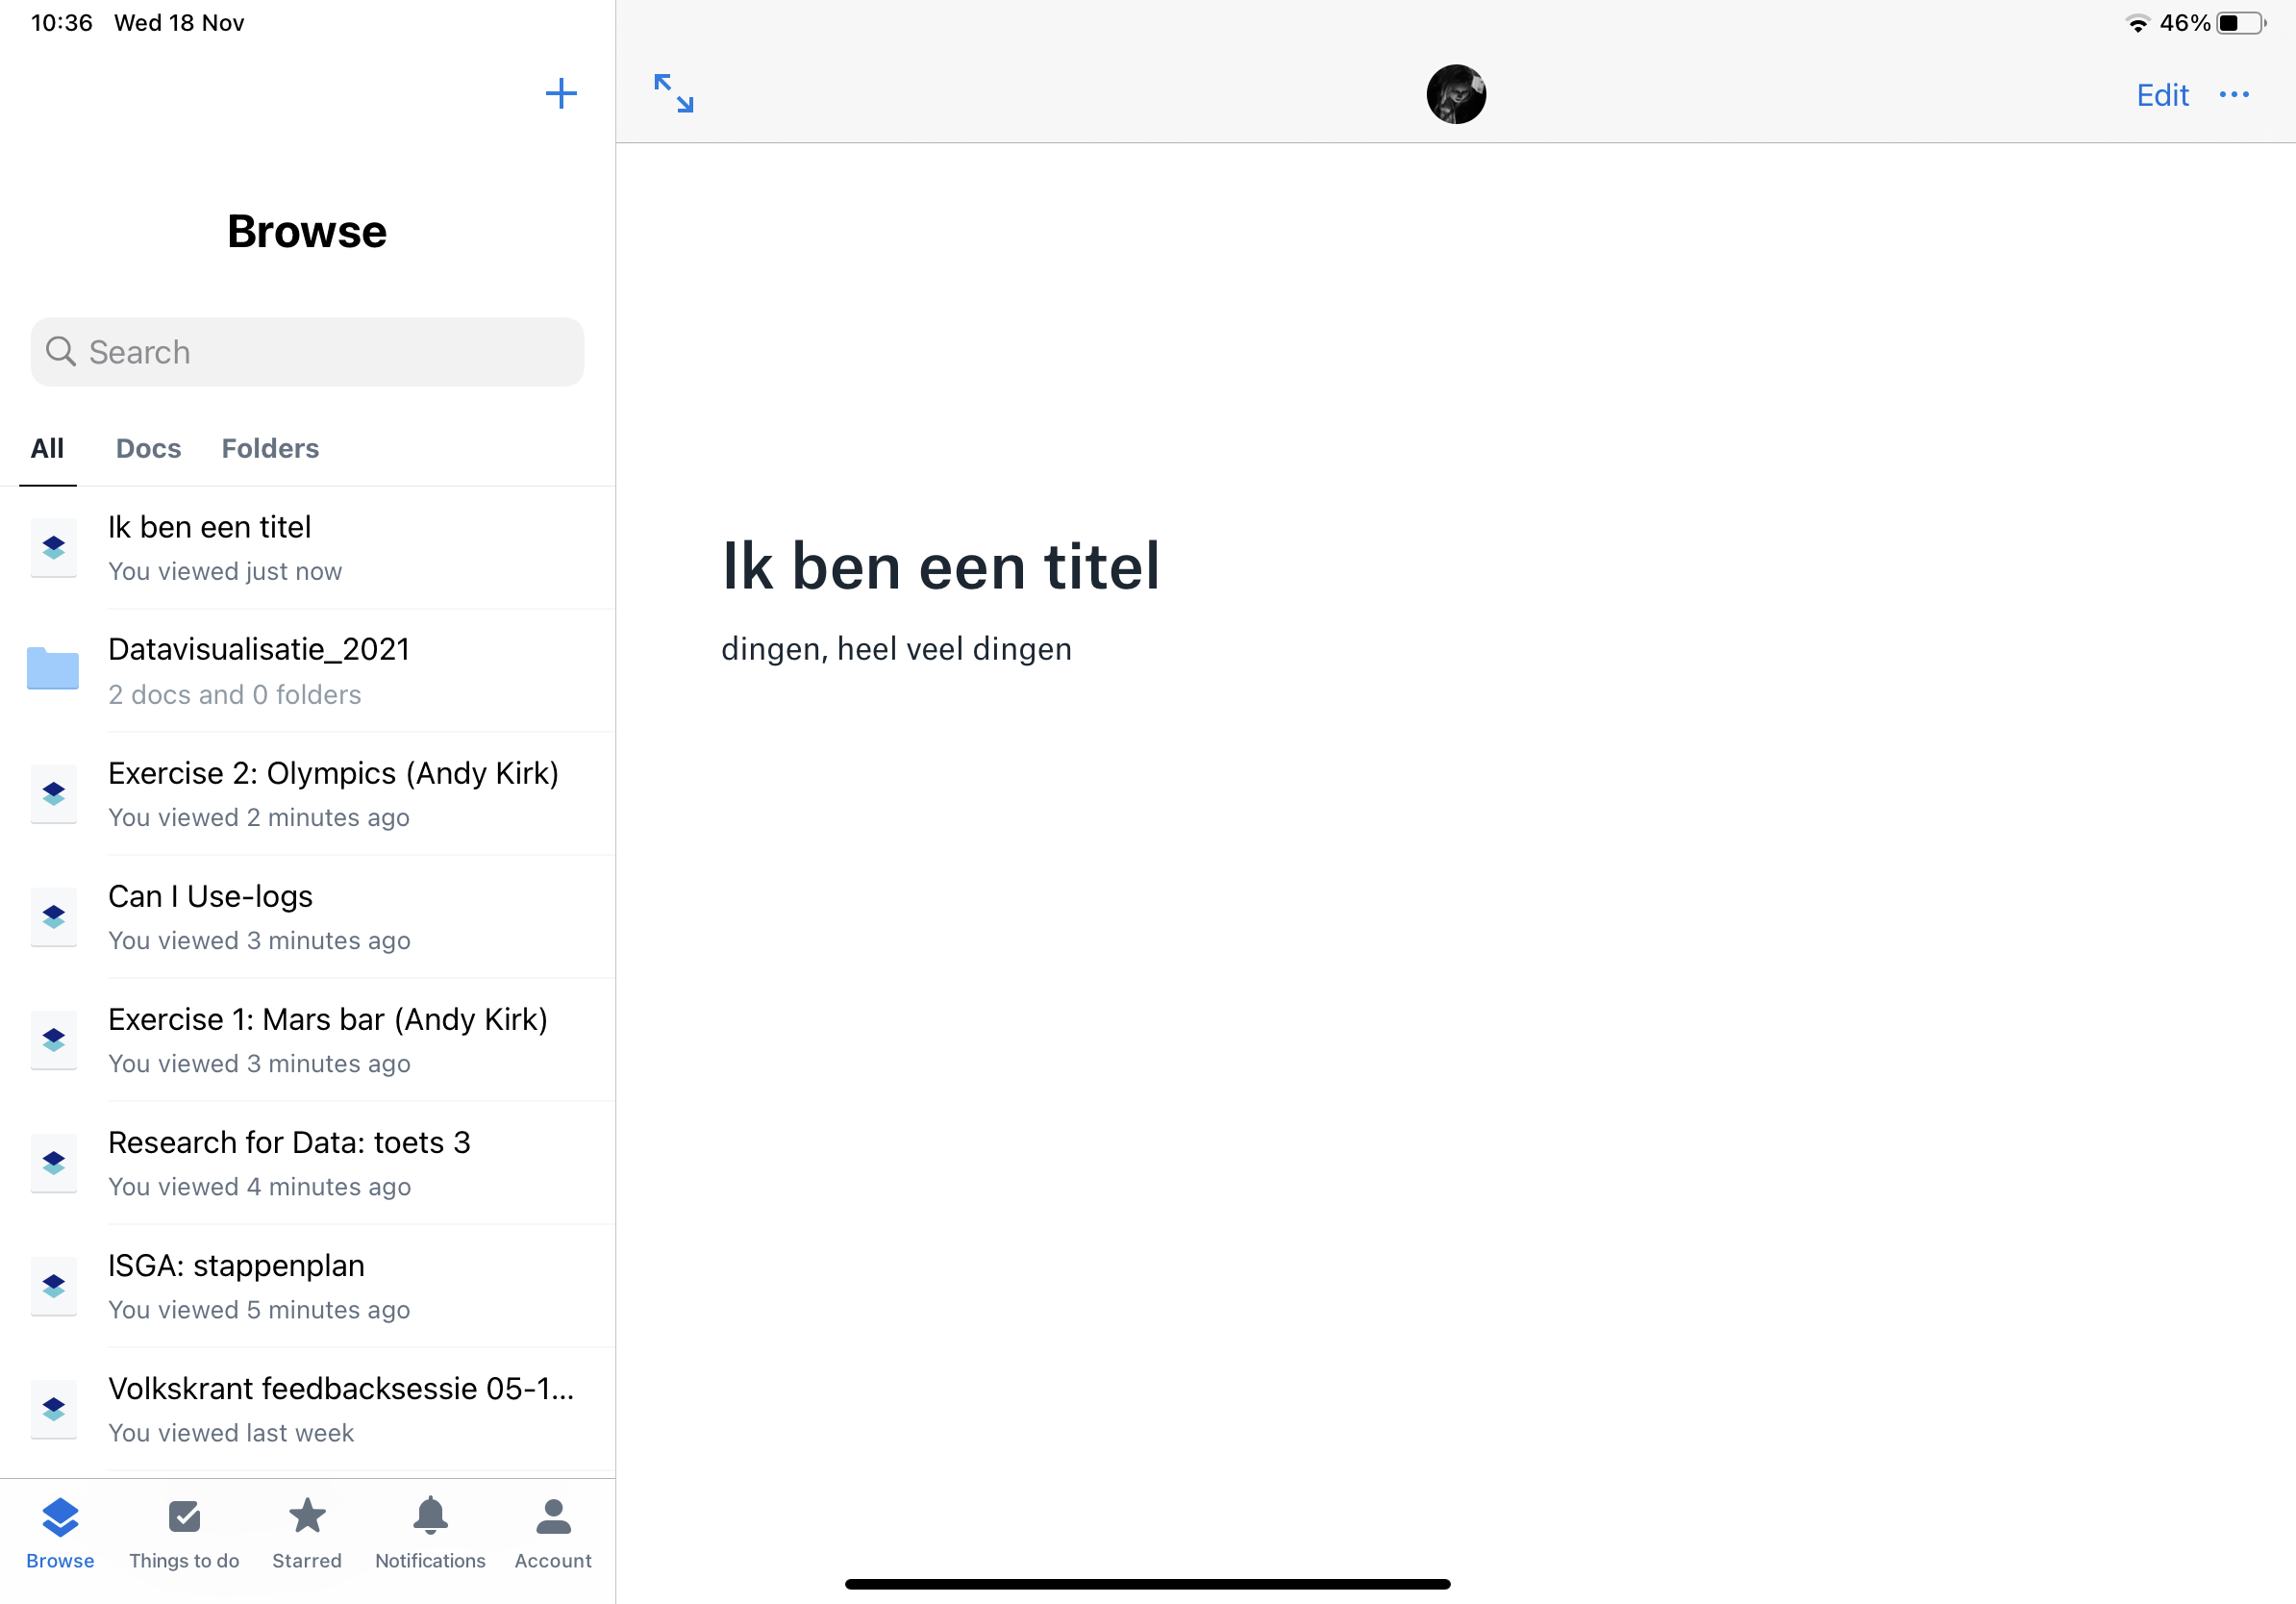 10:36 Wed 18 Nov
46%
Edit
Browse
Search
All Docs Folders
Ik ben een titel
You viewed just now
Datavisualisatie_2021
2 docs and 0 folders
Exercise 2: Olympics (Andy Kirk)
You viewed 2 minutes ago
Can I Use-logs
You viewed 3 minutes ago
Exercise 1: Mars bar (Andy Kirk)
You viewed 3 minutes ago
Research for Data: toets 3
You viewed 4 minutes ago
ISGA: stappenplan
You viewed 5 minutes ago
Volkskrant feedbacksessie 05-1...
You viewed last week
Browse Things to do Starred Notifications Account
Ik ben een titel
dingen, heel veel dingen